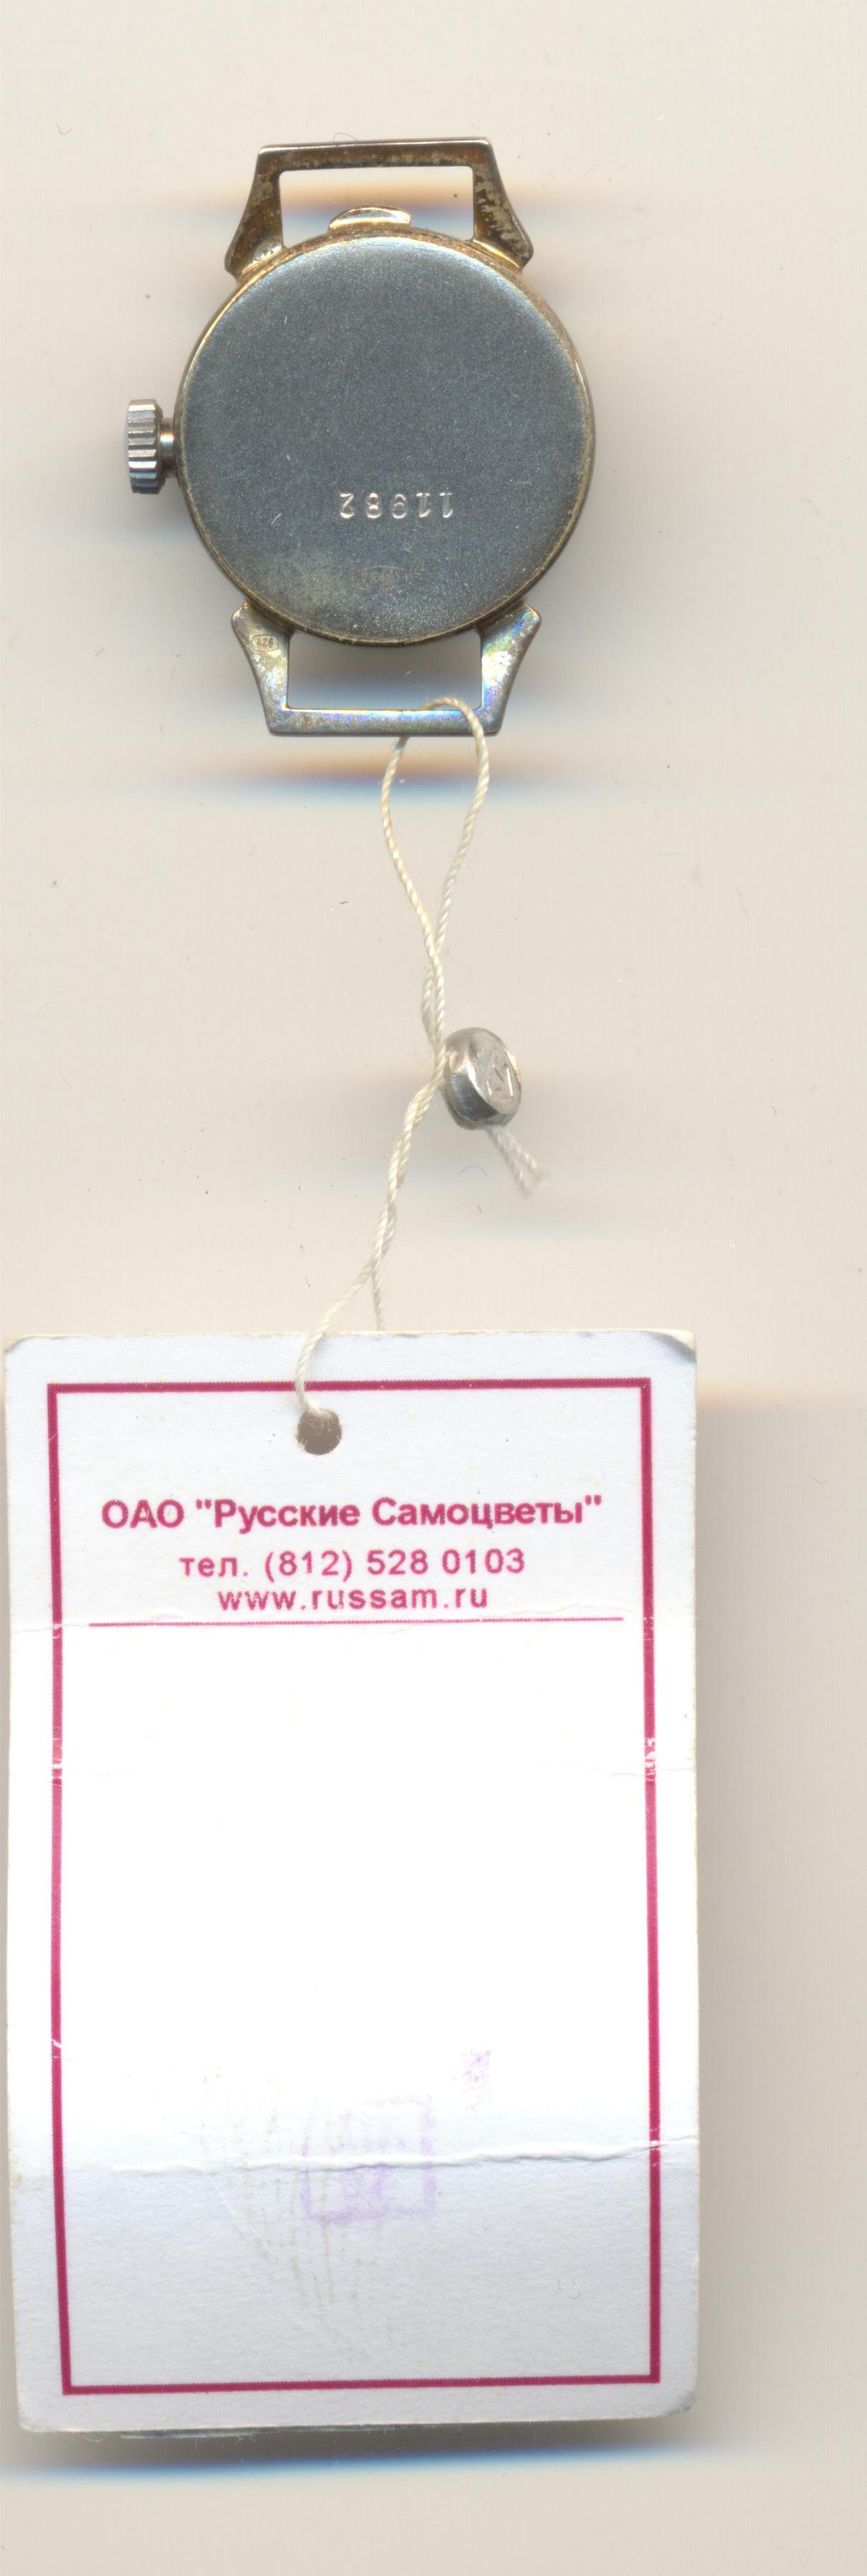 11982
ОАО "Русские Самоцветы"
тел. (812) 528 0103
www.russam.ru